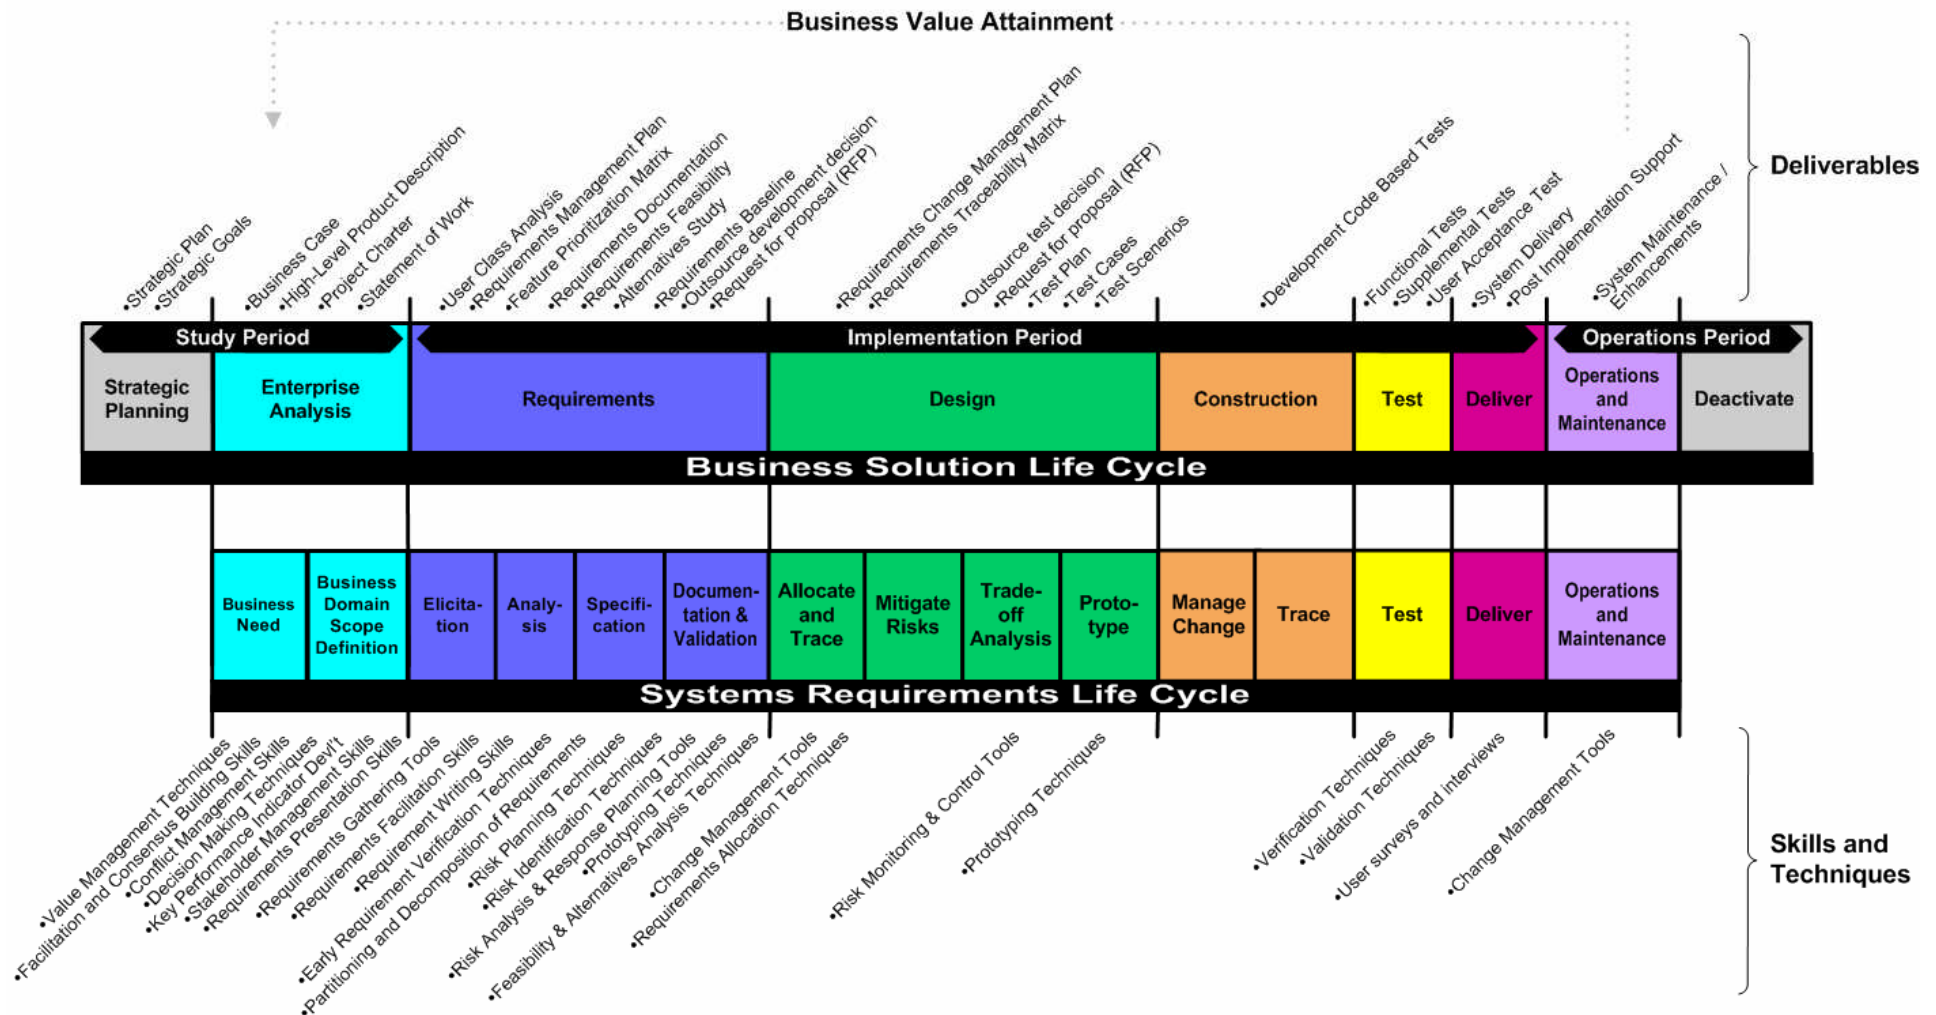 Business Value Attainment
Deliverables
•Strategic Plan
•Strategic Goals
•Business Case
•High-Level Product Description
•Project Charter
•Statement of Work
•User Class Analysis
•Requirements Management Plan
•Feature Prioritization Matrix
•Requirements Documentation
•Requirements Feasibility
•Alternatives Study
•Requirements Baseline
•Outsource development decision
•Request for proposal (RFP)
•Requirements Change Management Plan
•Requirements Traceability Matrix
•Outsource test decision
•Request for proposal (RFP)
•Test Plan
•Test Cases
•Test Scenerios
•Development Code Based Tests
•Functional Tests
•Supplemental Tests
•User Acceptance Test
•System Delivery
•Post Implementation Support
•System Maintenance /
Enhancements
Study Period
Implementation Period
Operations Period
Strategic
Planning
Enterprise
Analysis
Requirements
Design
Construction
Test
Deliver
Operations
and
Maintenance
Deactivate
Business Solution Life Cycle
Business
Need
Business
Domain
Scope
Definition
Elicita-
tion
Analy-
sis
Specifi-
cation
Documen-
tation &
Validation
Allocate
and
Trace
Mitigate
Risks
Trade-
off
Analysis
Proto-
type
Manage
Change
Trace
Test
Deliver
Operations
and
Maintenance
Systems Requirements Life Cycle
•Value Management Techniques
•Facilitation and Consensus Building Skills
•Conflict Management Skills
•Decision Making Techniques
•Key Performance Indicator Devl't
•Stakeholder Management Skills
•Requirements Presentation Skills
•Requirements Gathering Tools
•Requirements Facilitation Skills
•Requirement Writing Skills
•Early Requirement Verification Techniques
•Partitioning and Decomposition of Requirements
•Risk Planning Techniques
•Risk Identification Techniques
•Risk Analysis & Response Planning Tools
•Prototyping Techniques
•Feasibility & Alternatives Analysis Techniques
•Change Management Tools
•Requirements Allocation Techniques
•Risk Monitoring & Control Tools
•Prototyping Techniques
•Verification Techniques
•Validation Techniques
•User surveys and interviews
•Change Management Tools
Skills and
Techniques